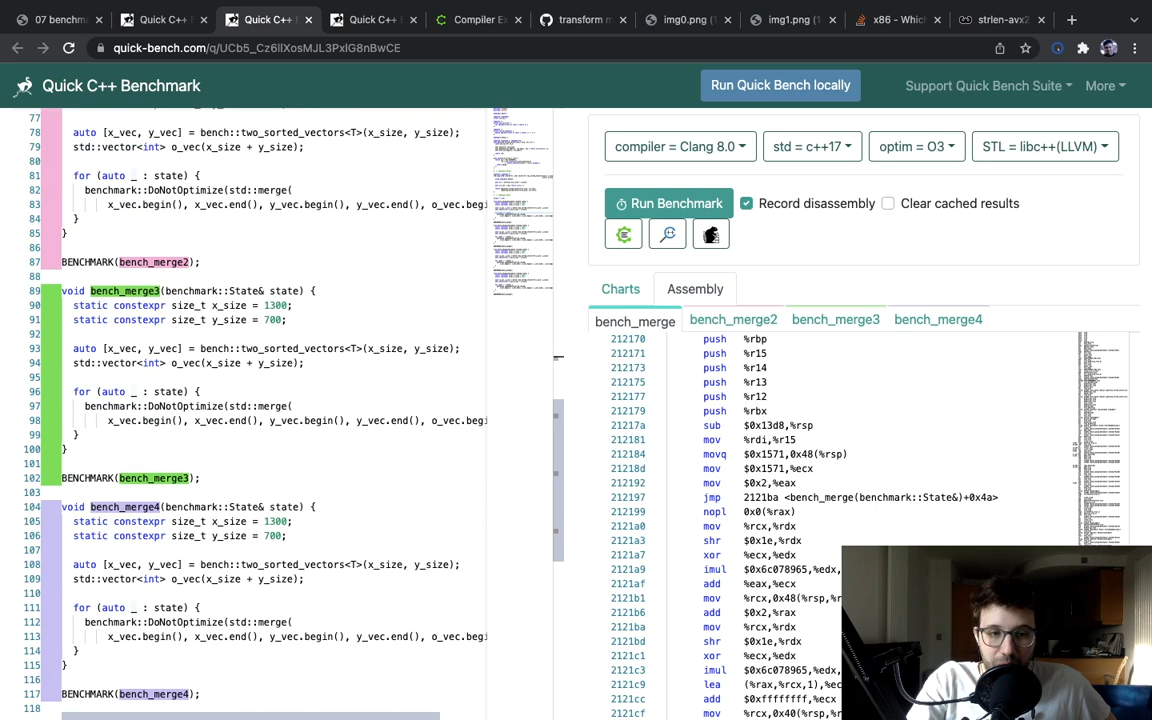 07 benchm
Quick C++ B
Quick C++ B
Quick C++ B
Compiler Ex
transform m
img0.png (
img1.png (
x86 - Whic
strlen-avx2
quick-bench.com/q/UCb5_Cz6IlXosMJL3PxlG8nBwCE
Quick C++ Benchmark
Run Quick Bench locally
Support Quick Bench Suite
More
77
78 auto [x_vec, y_vec] = bench::two_sorted_vectors<T>(x_size, y_size);
79 std::vector<int> o_vec(x_size + y_size);
80
81 for (auto _ : state) {
82 benchmark::DoNotOptimize(std::merge(
83 x_vec.begin(), x_vec.end(), y_vec.begin(), y_vec.end(), o_vec.begi
84 }
85 }
86
87 BENCHMARK(bench_merge2);
88
89 void bench_merge3(benchmark::State& state) {
90 static constexpr size_t x_size = 1300;
91 static constexpr size_t y_size = 700;
92
93 auto [x_vec, y_vec] = bench::two_sorted_vectors<T>(x_size, y_size);
94 std::vector<int> o_vec(x_size + y_size);
95
96 for (auto _ : state) {
97 benchmark::DoNotOptimize(std::merge(
98 x_vec.begin(), x_vec.end(), y_vec.begin(), y_vec.end(), o_vec.begi
99 }
100 }
101
102 BENCHMARK(bench_merge3);
103
104 void bench_merge4(benchmark::State& state) {
105 static constexpr size_t x_size = 1300;
106 static constexpr size_t y_size = 700;
107
108 auto [x_vec, y_vec] = bench::two_sorted_vectors<T>(x_size, y_size);
109 std::vector<int> o_vec(x_size + y_size);
110
111 for (auto _ : state) {
112 benchmark::DoNotOptimize(std::merge(
113 x_vec.begin(), x_vec.end(), y_vec.begin(), y_vec.end(), o_vec.begi
114 }
115 }
116
117 BENCHMARK(bench_merge4);
118
compiler = Clang 8.0
std = c++17
optim = O3
STL = libc++(LLVM)
Run Benchmark
Record disassembly
Clear cached results
Charts
Assembly
bench_merge
bench_merge2
bench_merge3
bench_merge4
212170 push %rbp
212171 push %r15
212173 push %r14
212175 push %r13
212177 push %r12
212179 push %rbx
21217a sub $0x13d8,%rsp
212181 mov %rdi,%r15
212184 movq $0x1571,0x48(%rsp)
21218d mov $0x1571,%ecx
212192 mov $0x2,%eax
212197 jmp 2121ba <bench_merge(benchmark::State&)+0x4a>
212199 nopl 0x0(%rax)
2121a0 mov %rcx,%rdx
2121a3 shr $0x1e,%rdx
2121a7 xor %ecx,%edx
2121a9 imul $0x6c078965,%edx,
2121af add %eax,%ecx
2121b1 mov %rcx,0x48(%rsp,%r
2121b6 add $0x2,%rax
2121ba mov %rcx,%rdx
2121bd shr $0x1e,%rdx
2121c1 xor %ecx,%edx
2121c3 imul $0x6c078965,%edx,
2121c9 lea (%rax,%rcx,1),%ec
2121cc add $0xffffffff,%ecx
2121cf mov %rcx,0x40(%rsp,%r